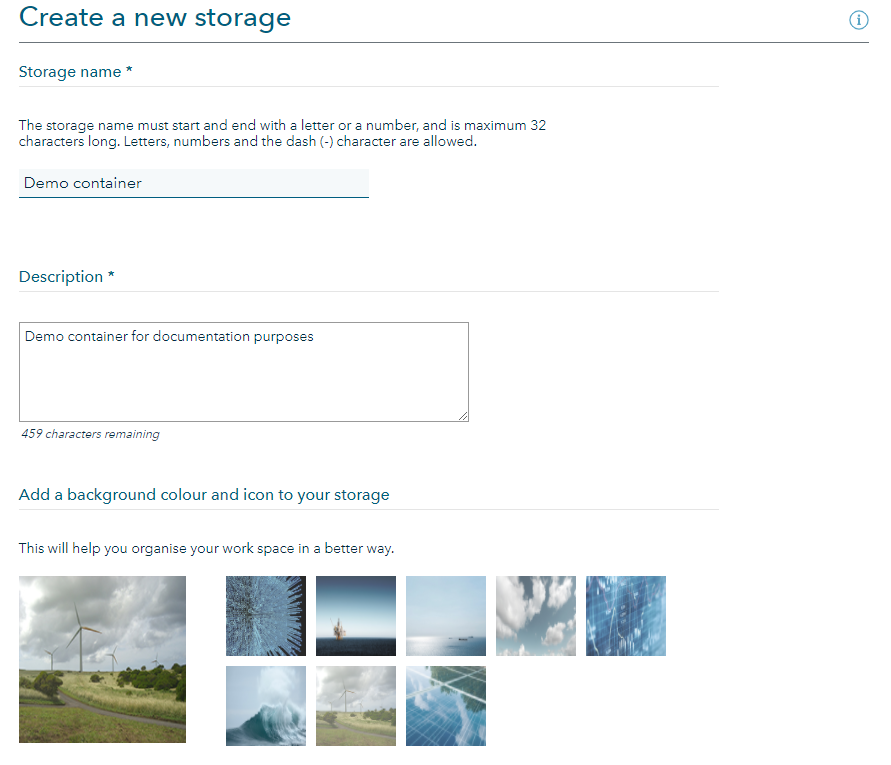 Create a new storage
Storage name *
The storage name must start and end with a letter or a number, and is maximum 32
characters long. Letters, numbers and the dash (-) character are allowed.
Demo container
Description *
Demo container for documentation purposes
459 characters remaining
Add a background colour and icon to your storage
This will help you organise your work space in a better way.